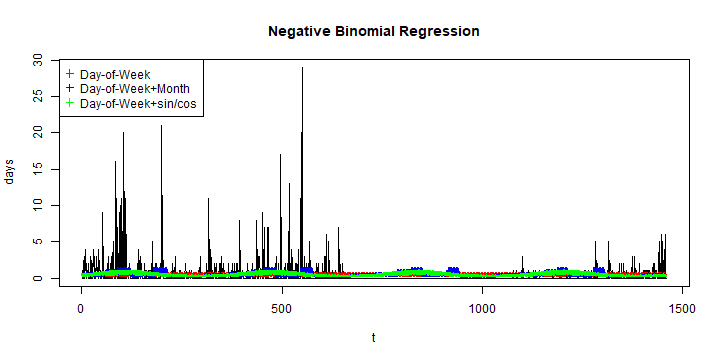 Negative Binomial Regression
days
30
25
20
15
10
5
0
Day-of-Week
Day-of-Week+Month
Day-of-Week+sin/cos
0
500
1000
1500
t